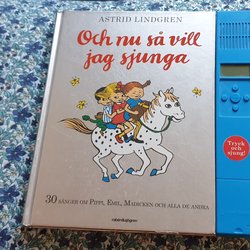 ASTRID LINDGREN
Och nu så vill
jag sjunga
Tryck
och
sjung!
30 SÅNGER OM PIPPI, EMIL, MADICKEN OCH ALLA DE ANDRA
rabén&sjögren